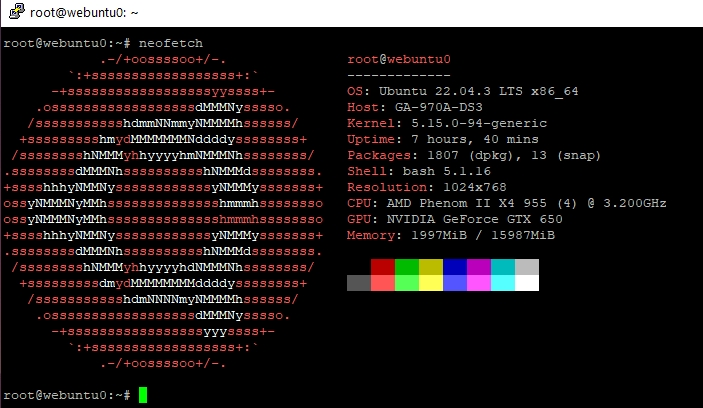 root@webuntu0: ~
root@webuntu0:~# neofetch
.-/+oossssoo+/-.
`:+ssssssssssssssssss+:`
-+ssssssssssssssssssyyssss+-
.ossssssssssssssssssdMMMNysssso.
/ssssssssssshdmmNNmmyNMMMMhssssss/
+ssssssssshmydMMMMMMMNddddyssssssss+
/sssssssshNMMMyhhyyyyhmNMMMNhssssssss/
.ssssssssdMMMNhsssssssssshNMMMdssssssss.
+sssshhhyNMMNyssssssssssssyNMMMysssssss+
ossyNMMMNyMMhsssssssssssssshmmmhssssssso
ossyNMMMNyMMhsssssssssssssshmmmhssssssso
+sssshhhyNMMNyssssssssssssyNMMMysssssss+
.ssssssssdMMMNhsssssssssshNMMMdssssssss.
/sssssssshNMMMyhhyyyyhdNMMMNhssssssss/
+sssssssssdmydMMMMMMMMddddyssssssss+
/ssssssssssshdmNNNNmyNMMMMhssssss/
.ossssssssssssssssssdMMMNysssso.
-+sssssssssssssssssyyyssss+-
`:+ssssssssssssssssss+:`
.-/+oossssoo+/-.
root@webuntu0
-------------
OS: Ubuntu 22.04.3 LTS x86_64
Host: GA-970A-DS3
Kernel: 5.15.0-94-generic
Uptime: 7 hours, 40 mins
Packages: 1807 (dpkg), 13 (snap)
Shell: bash 5.1.16
Resolution: 1024x768
CPU: AMD Phenom II X4 955 (4) @ 3.200GHz
GPU: NVIDIA GeForce GTX 650
Memory: 1997MiB / 15987MiB
root@webuntu0:~#